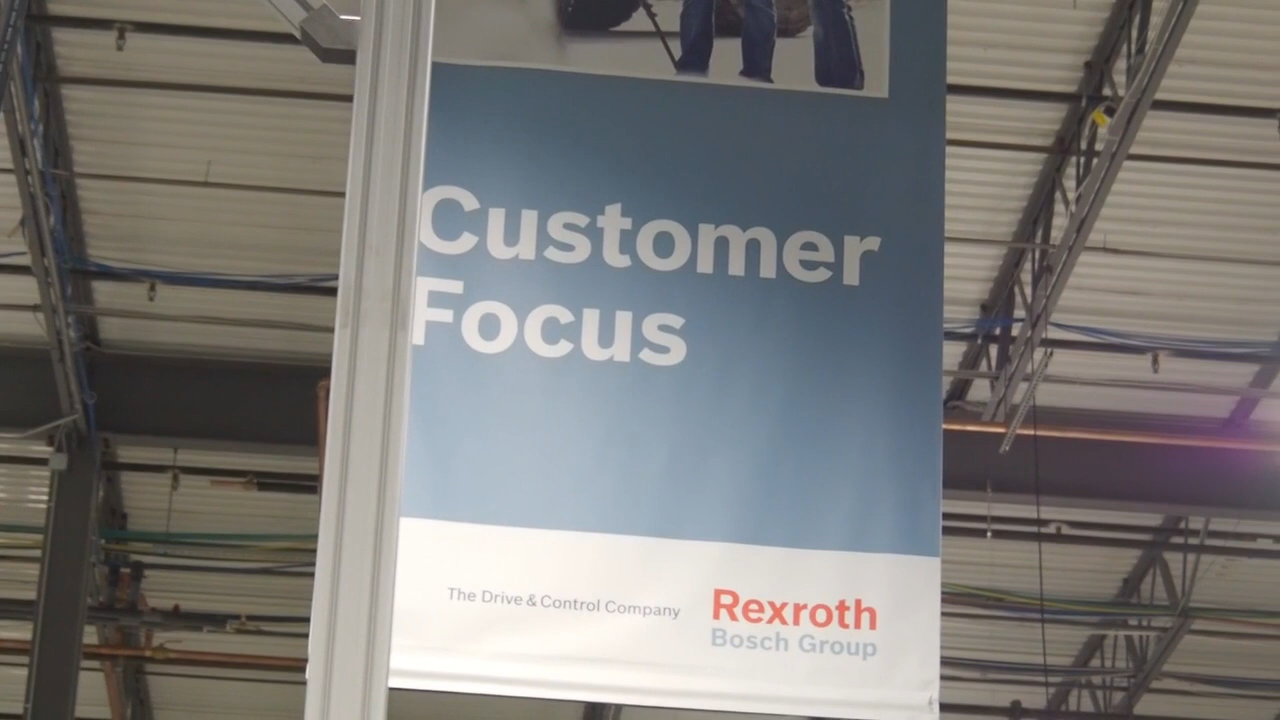 Customer
Focus
The Drive & Control Company
Rexroth
Bosch Group